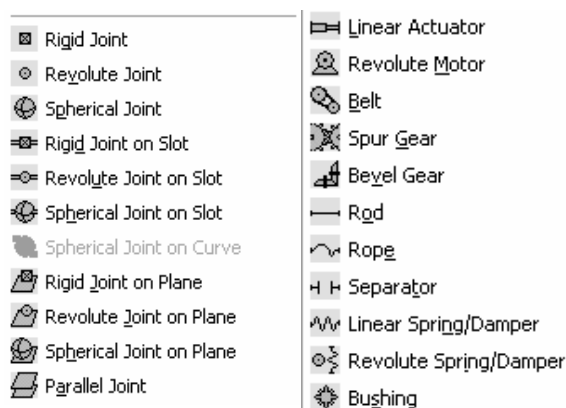 Rigid Joint
Revolute Joint
Spherical Joint
Rigid Joint on Slot
Revolute Joint on Slot
Spherical Joint on Slot
Spherical Joint on Curve
Rigid Joint on Plane
Revolute Joint on Plane
Spherical Joint on Plane
Parallel Joint
Linear Actuator
Revolute Motor
Belt
Spur Gear
Bevel Gear
Rod
Rope
Separator
Linear Spring/Damper
Revolute Spring/Damper
Bushing